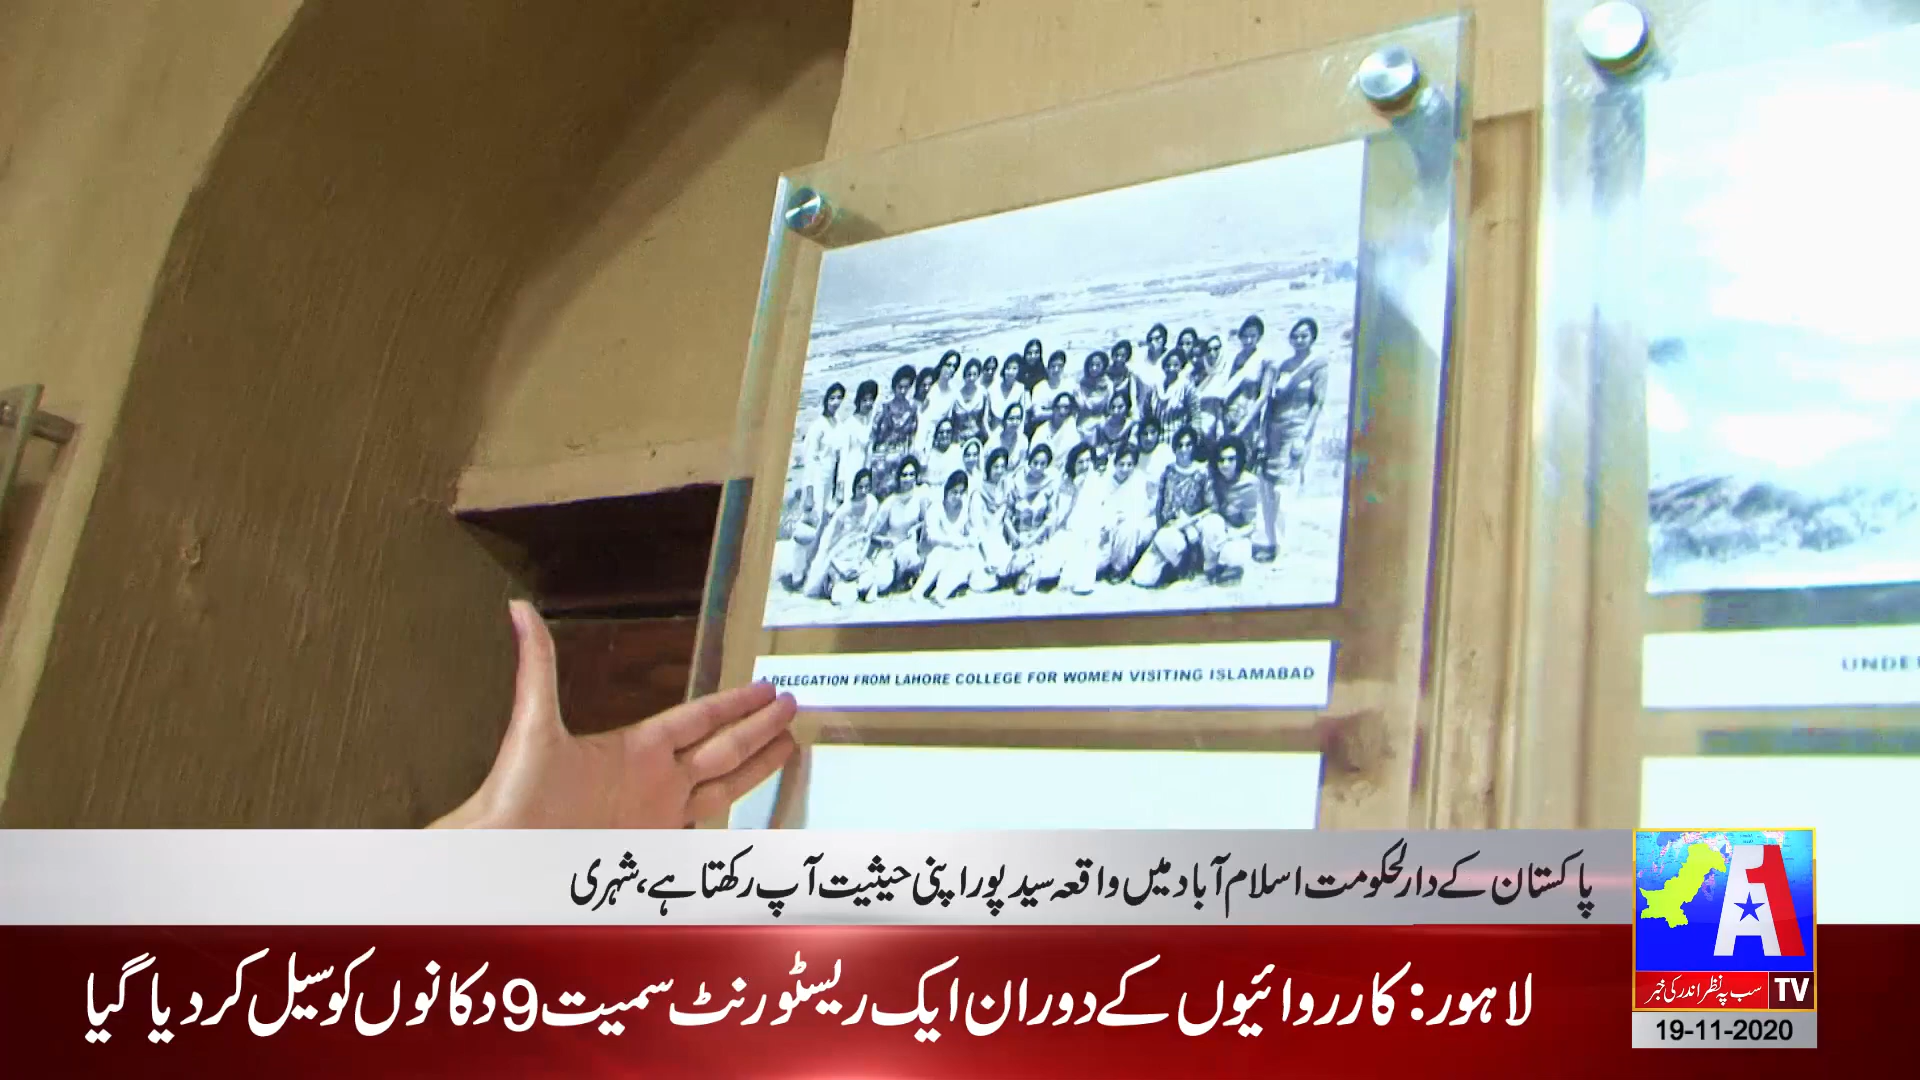 A DELEGATION FROM LAHORE COLLEGE FOR WOMEN VISITING ISLAMABAD
UNDE
پاکستان کے دارلحکومت اسلام آباد میں واقعہ سید پور اپنی حیثیت آپ رکھتا ہے، شہری
لاہور: کارروائیوں کے دوران ایک ریسٹورنٹ سمیت 9 دکانوں کو سیل کر دیا گیا
A1
سب پہ نظر اندر کی خبر TV
19-11-2020